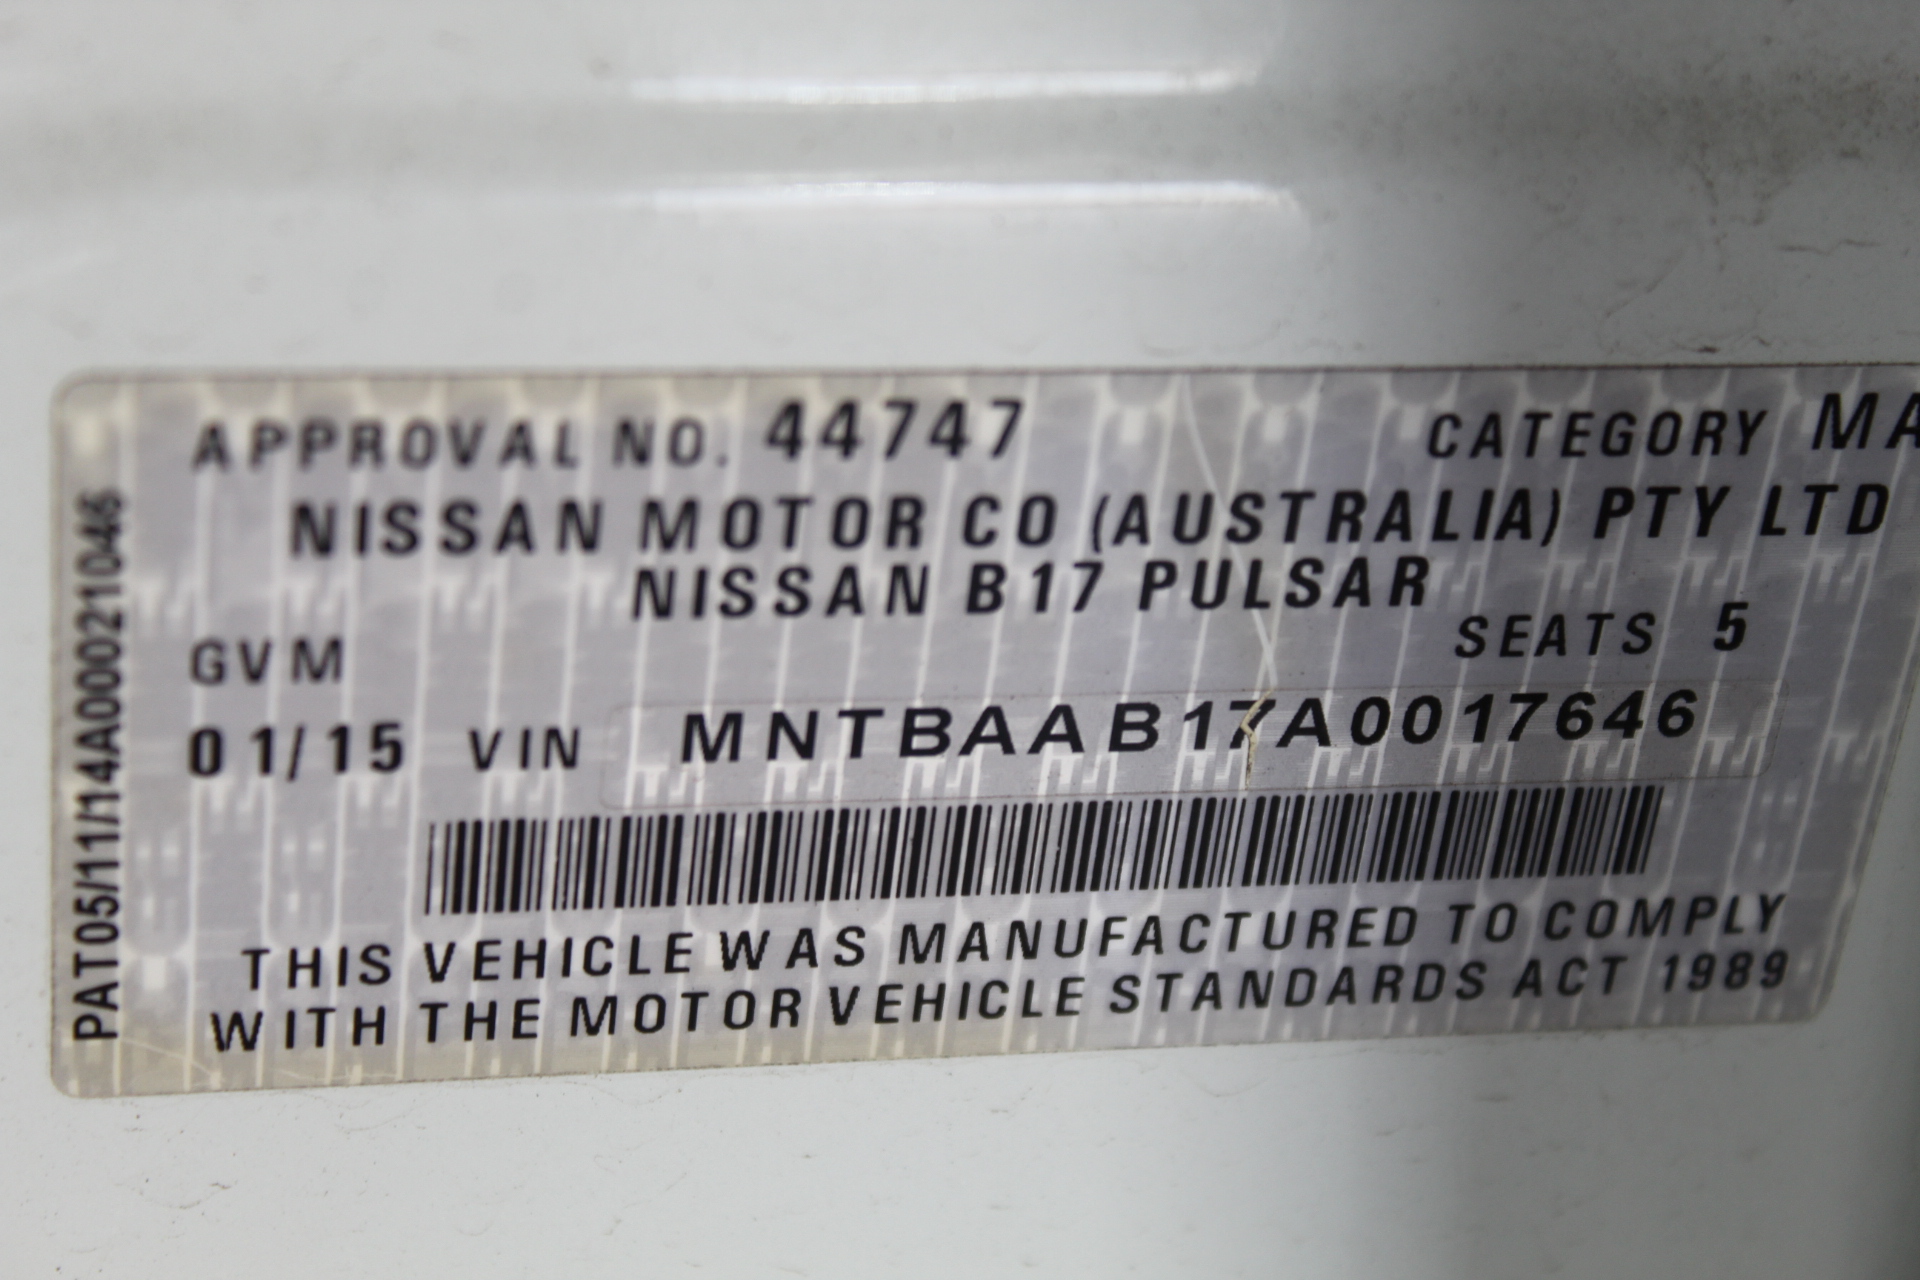 APPROVAL NO. 44747 CATEGORY MA
NISSAN MOTOR CO (AUSTRALIA) PTY LTD
NISSAN B17 PULSAR
GVM SEATS 5
01/15 VIN MNTBAAB17A0017646
THIS VEHICLE WAS MANUFACTURED TO COMPLY
WITH THE MOTOR VEHICLE STANDARDS ACT 1989
PAT05/11/14A000021046